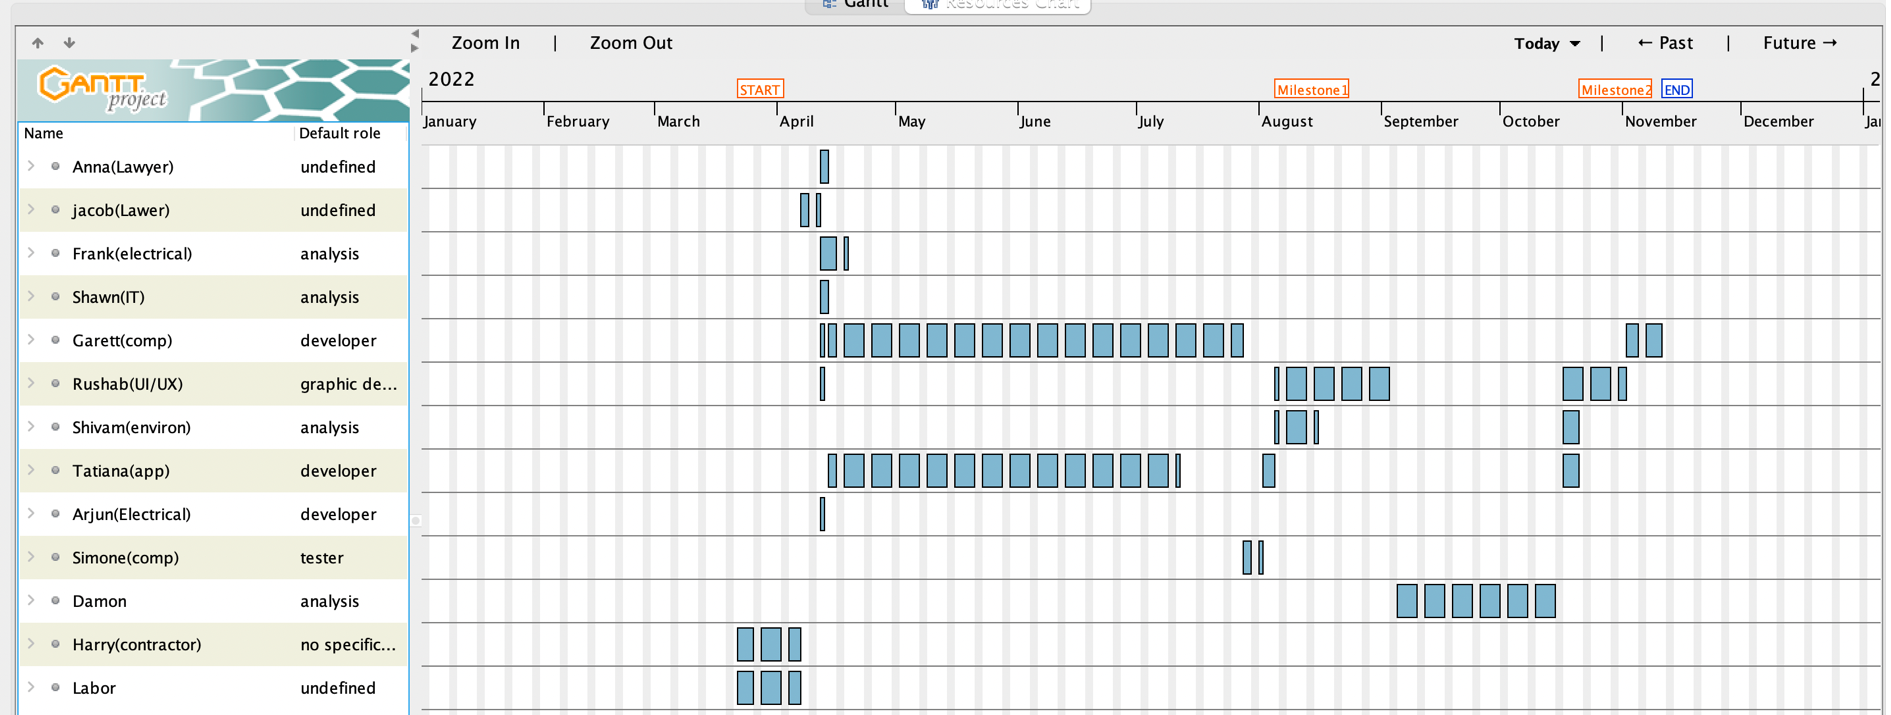 Gantt Resources Chart
Zoom In | Zoom Out Today ▼ | ← Past | Future →
GANTT project
2022
START Milestone1 Milestone2 END
January February March April May June July August September October November December
Name Default role
Anna(Lawyer) undefined
jacob(Lawer) undefined
Frank(electrical) analysis
Shawn(IT) analysis
Garett(comp) developer
Rushab(UI/UX) graphic de...
Shivam(environ) analysis
Tatiana(app) developer
Arjun(Electrical) developer
Simone(comp) tester
Damon analysis
Harry(contractor) no specific...
Labor undefined